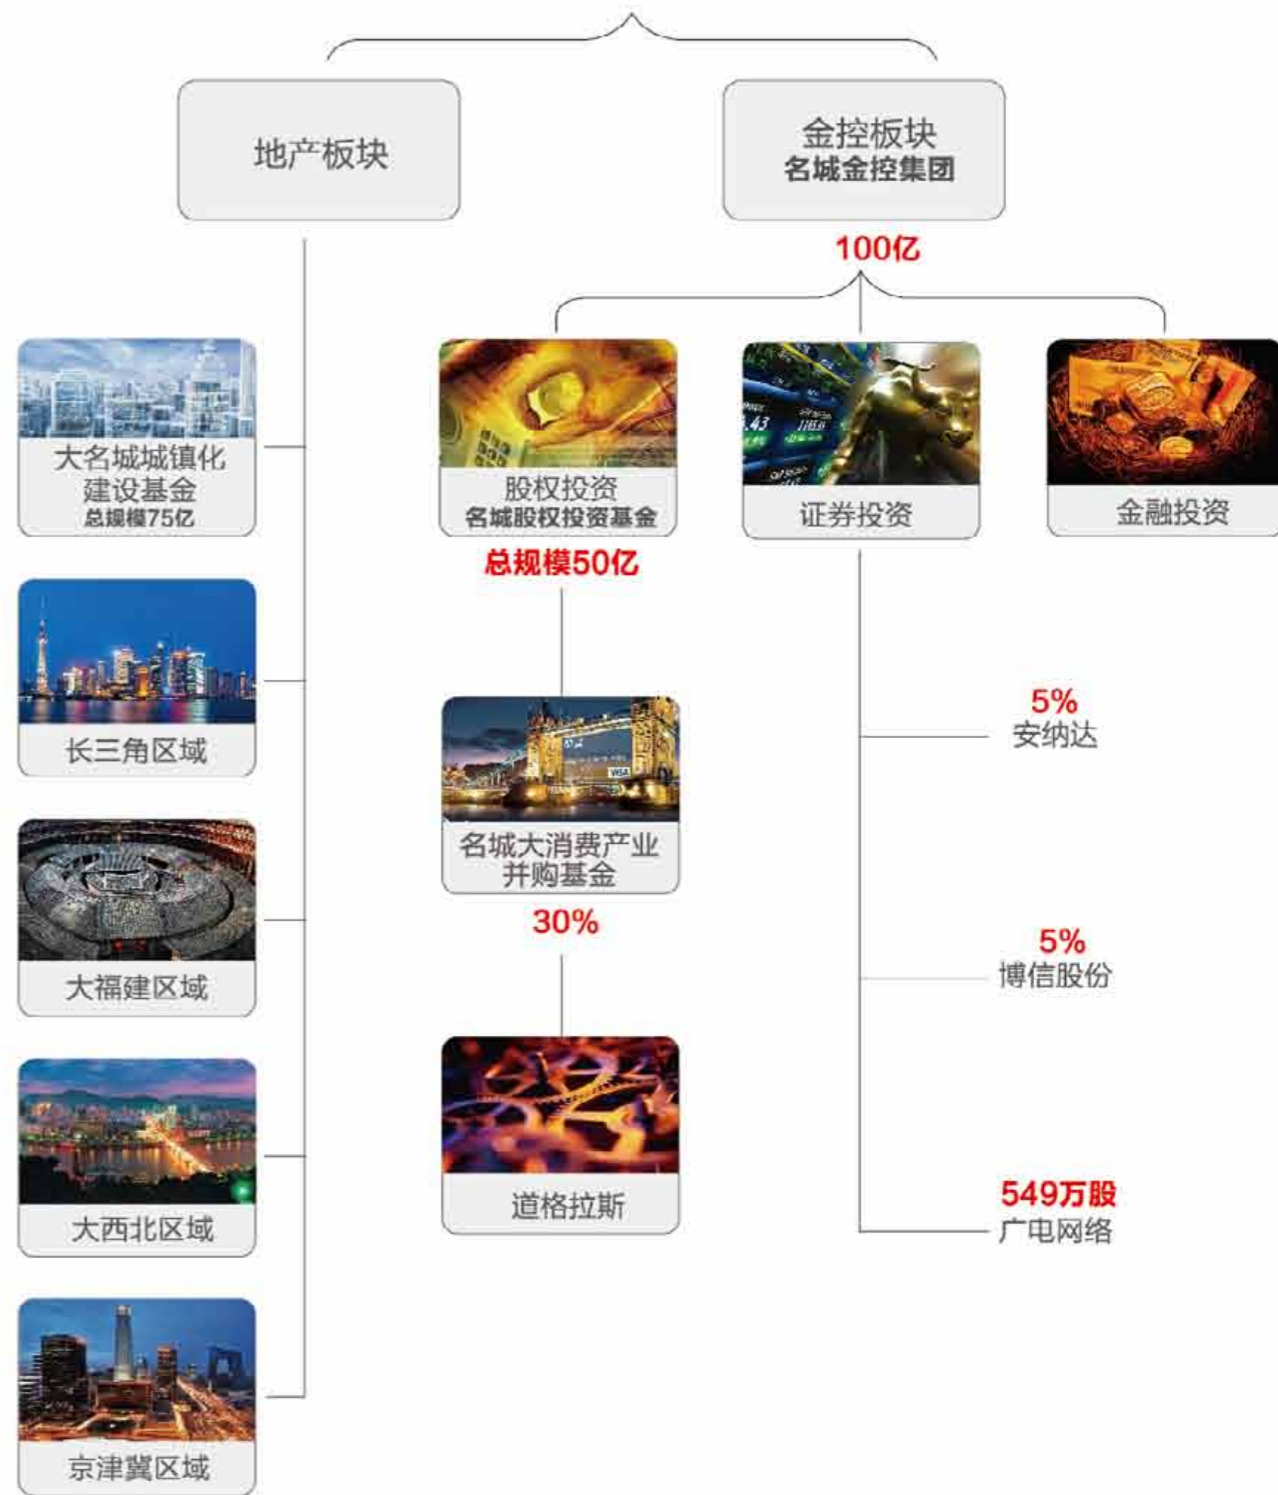 地产板块
金控板块
名城金控集团
100亿
大名城城镇化
建设基金
总规模75亿
长三角区域
大福建区域
大西北区域
京津冀区域
股权投资
名城股权投资基金
总规模50亿
名城大消费产业
并购基金
30%
道格拉斯
证券投资
5%
安纳达
5%
博信股份
549万股
广电网络
金融投资